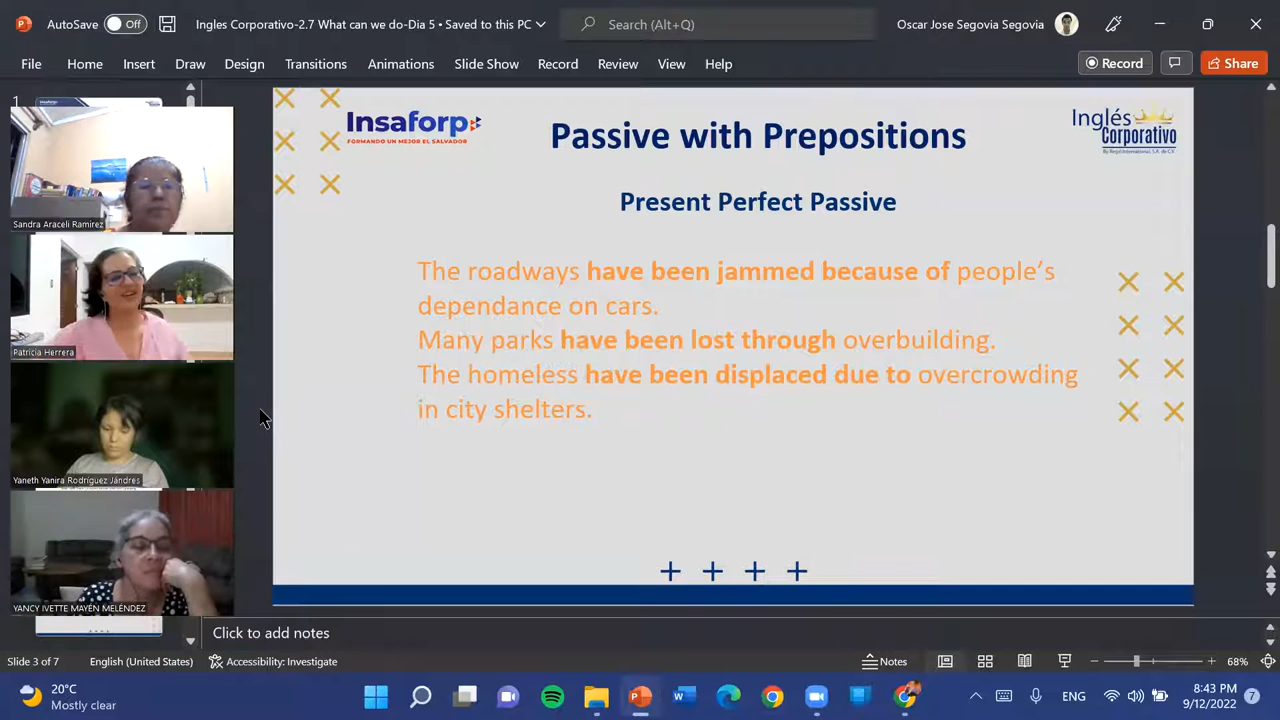 AutoSave Off Ingles Corporativo-2.7 What can we do-Dia 5 • Saved to this PC Search (Alt+Q) Oscar Jose Segovia Segovia
File Home Insert Draw Design Transitions Animations Slide Show Record Review View Help Record Share
1
Insaforp
FORMANDO UN MEJOR EL SALVADOR
Inglés
Corporativo
Passive with Prepositions
Present Perfect Passive
The roadways have been jammed because of people's
dependance on cars.
Many parks have been lost through overbuilding.
The homeless have been displaced due to overcrowding
in city shelters.
Sandra Araceli Ramirez
Patricia Herrera
Yaneth Yanira Rodríguez Jándres
YANCY IVETTE MAYÉN MELÉNDEZ
Click to add notes
Slide 3 of 7 English (United States) Accessibility: Investigate Notes 68%
20°C
Mostly clear
ENG
8:43 PM
9/12/2022
7